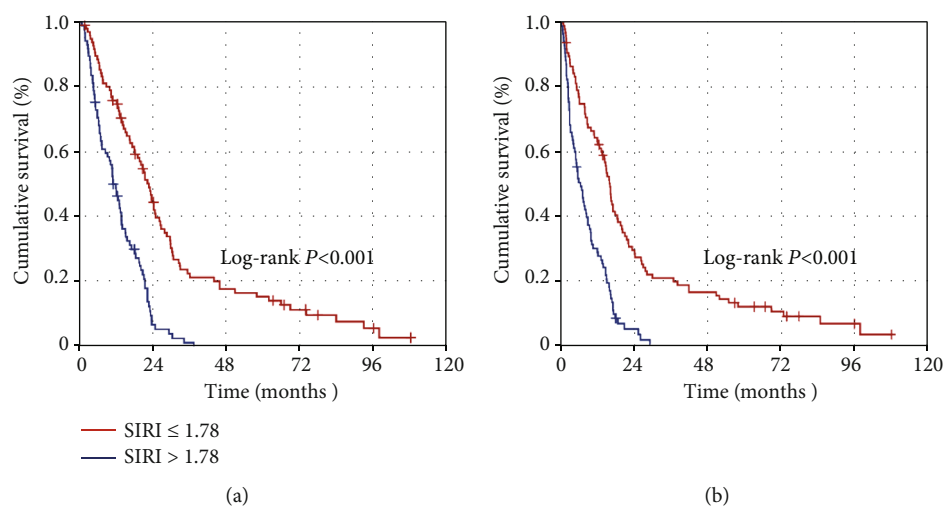 1.0
0.8
0.6
0.4
0.2
0
Cumulative survival (%)
Log-rank P<0.001
0 24 48 72 96 120
Time (months )
SIRI ≤ 1.78
SIRI > 1.78
(a)
1.0
0.8
0.6
0.4
0.2
0
Cumulative survival (%)
Log-rank P<0.001
0 24 48 72 96 120
Time (months )
(b)